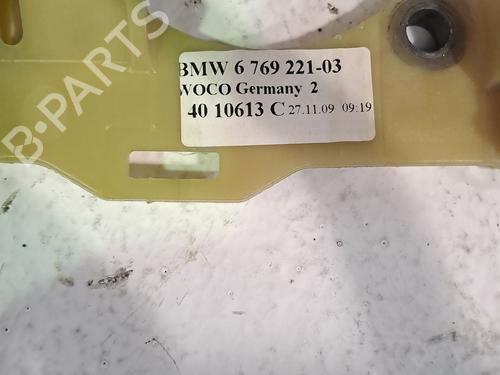 BMW 6 769 221-03
WOCO Germany 2
40 10613 C 27.11.09 09:19
B-PARTS